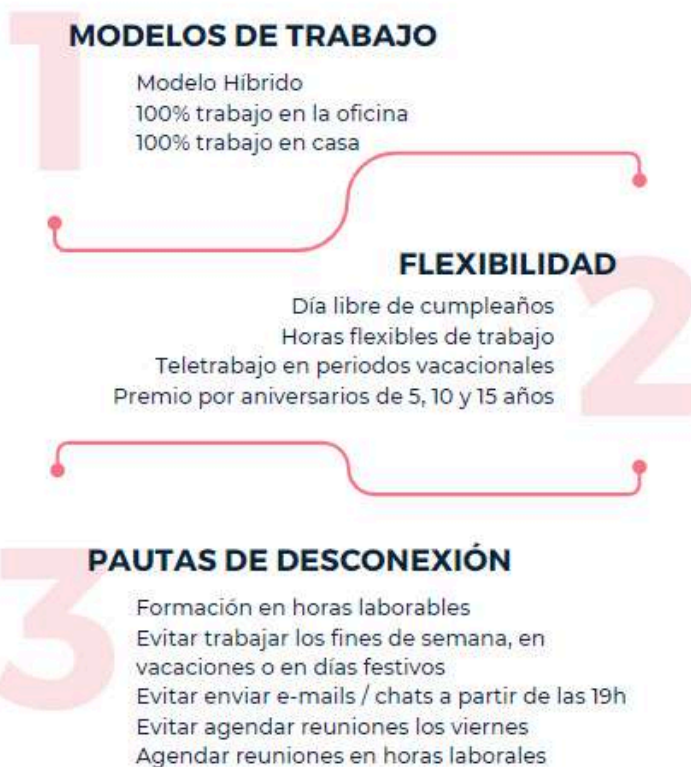 1
MODELOS DE TRABAJO
Modelo Híbrido
100% trabajo en la oficina
100% trabajo en casa
2
FLEXIBILIDAD
Día libre de cumpleaños
Horas flexibles de trabajo
Teletrabajo en periodos vacacionales
Premio por aniversarios de 5, 10 y 15 años
3
PAUTAS DE DESCONEXIÓN
Formación en horas laborables
Evitar trabajar los fines de semana, en
vacaciones o en días festivos
Evitar enviar e-mails / chats a partir de las 19h
Evitar agendar reuniones los viernes
Agendar reuniones en horas laborales